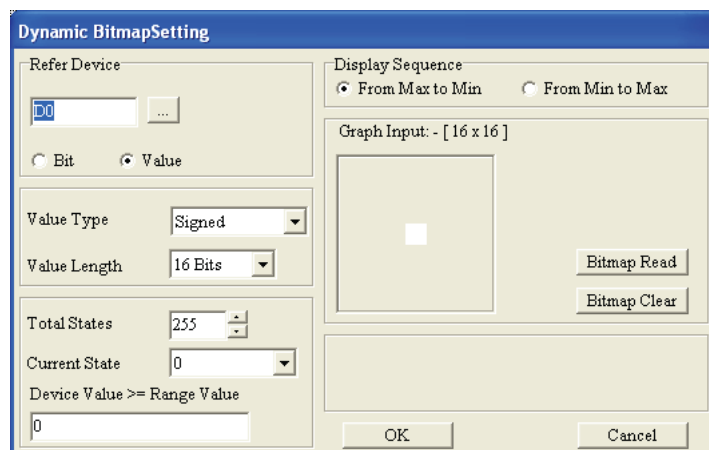 Dynamic BitmapSetting
Refer Device
D0
...
Bit
Value
Value Type
Signed
Value Length
16 Bits
Total States
255
Current State
0
Device Value >= Range Value
0
Display Sequence
From Max to Min
From Min to Max
Graph Input: - [ 16 x 16 ]
Bitmap Read
Bitmap Clear
OK
Cancel